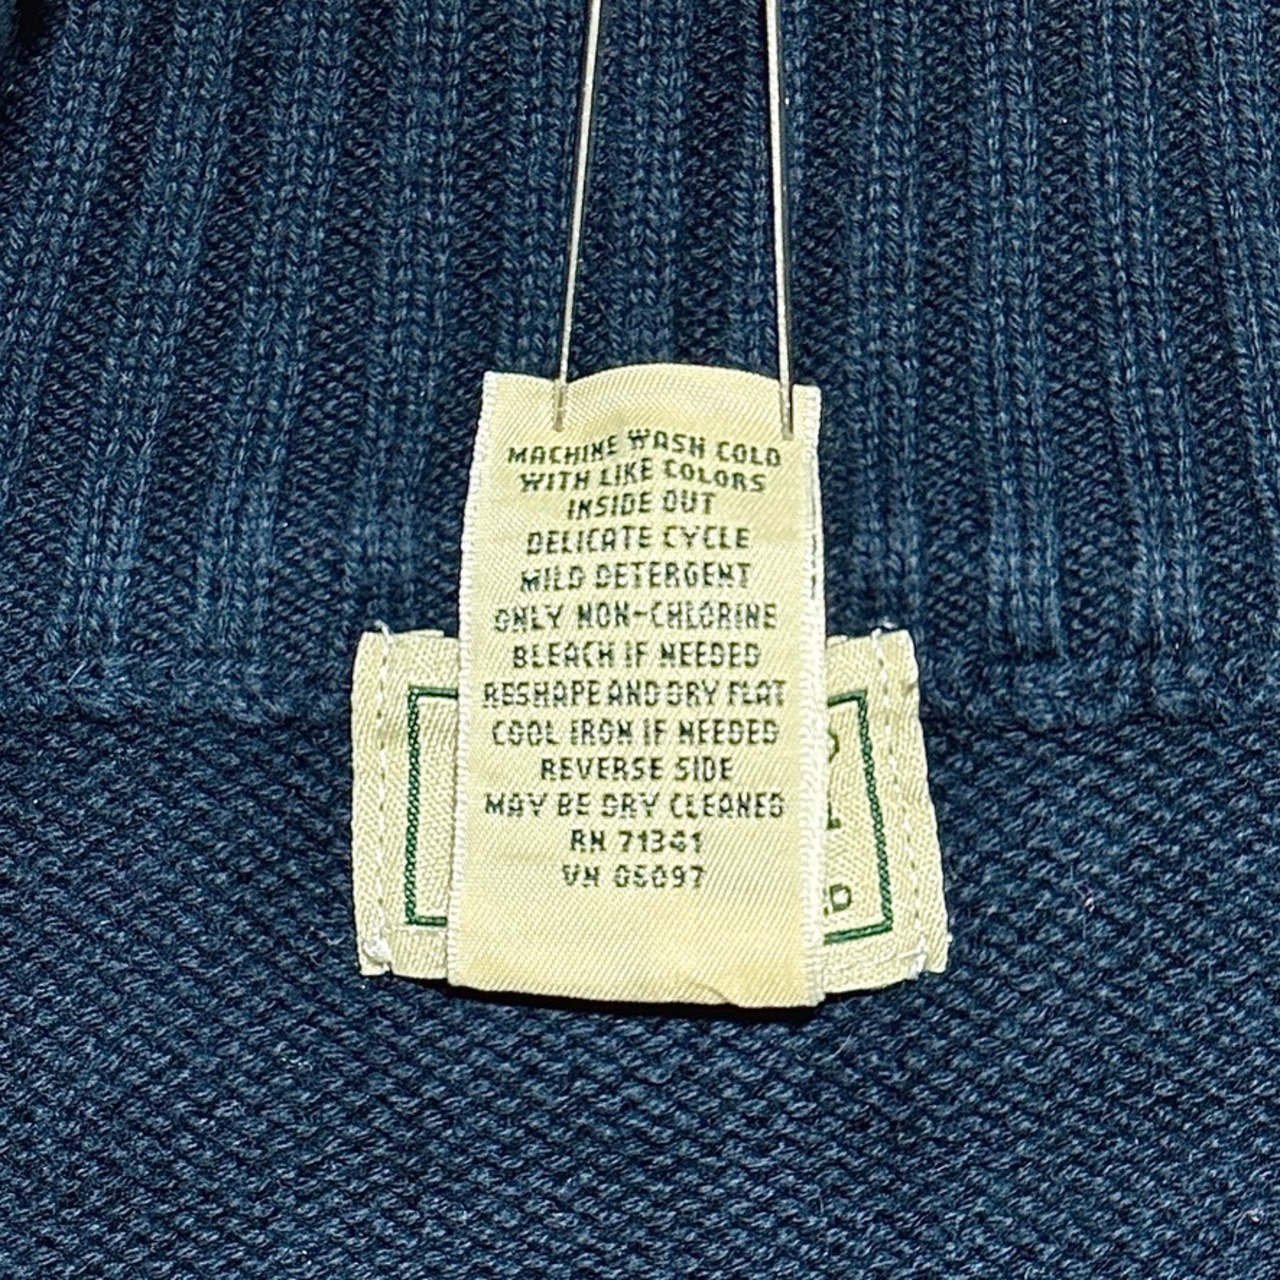 MACHINE WASH COLD
WITH LIKE COLORS
INSIDE OUT
DELICATE CYCLE
MILD DETERGENT
ONLY NON-CHLORINE
BLEACH IF NEEDED
RESHAPE AND DRY FLAT
COOL IRON IF NEEDED
REVERSE SIDE
MAY BE DRY CLEANED
RN 71341
VN 06097